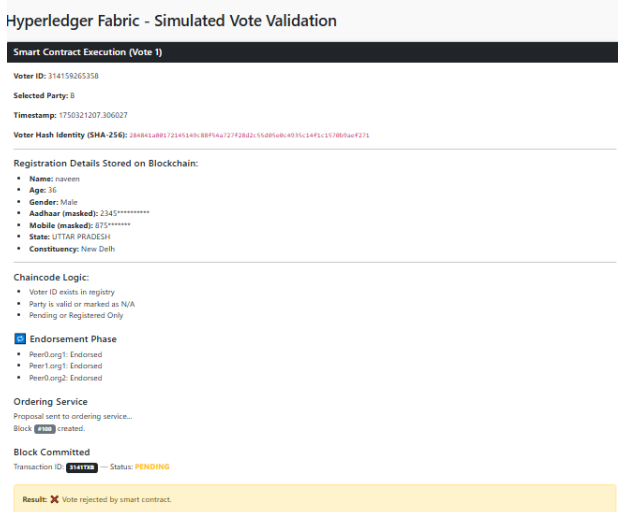 Hyperledger Fabric - Simulated Vote Validation
Smart Contract Execution (Vote 1)
Voter ID: 314159265358
Selected Party: B
Timestamp: 1750321207.306027
Voter Hash Identity (SHA-256):
Registration Details Stored on Blockchain:
Name: naveen
Age: 36
Gender: Male
Aadhaar (masked): 2345**********
Mobile (masked): 875*******
State: UTTAR PRADESH
Constituency: New Delh
Chaincode Logic:
Voter ID exists in registry
Party is valid or marked as N/A
Pending or Registered Only
Endorsement Phase
Peer0.org1: Endorsed
Peer1.org1: Endorsed
Peer0.org2: Endorsed
Ordering Service
Proposal sent to ordering service...
Block #100 created.
Block Committed
Transaction ID: 3141TXB — Status: PENDING
Result: ❌ Vote rejected by smart contract.